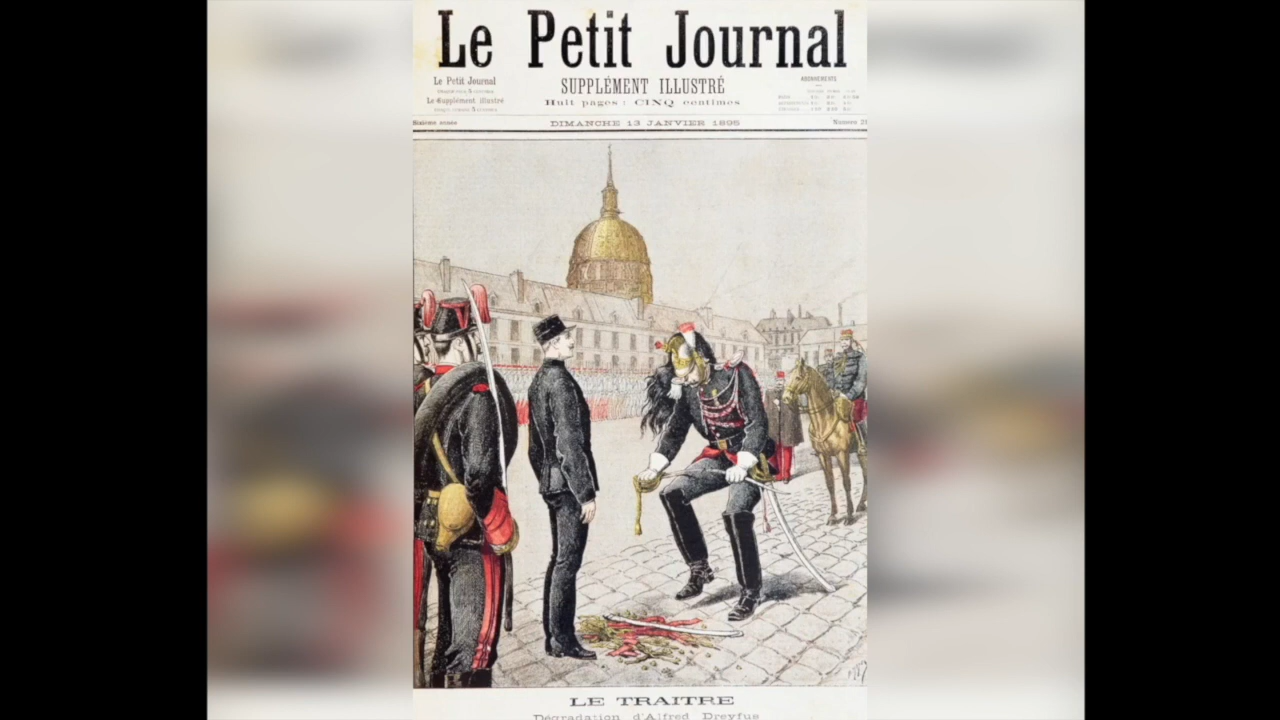 Le Petit Journal
Le Petit Journal
SUPPLÉMENT ILLUSTRÉ
ABONNEMENTS
Le Supplément illustré
Huit pages : CINQ centimes
DIMANCHE 13 JANVIER 1895
LE TRAITRE
Dégradation d'Alfred Dreyfus